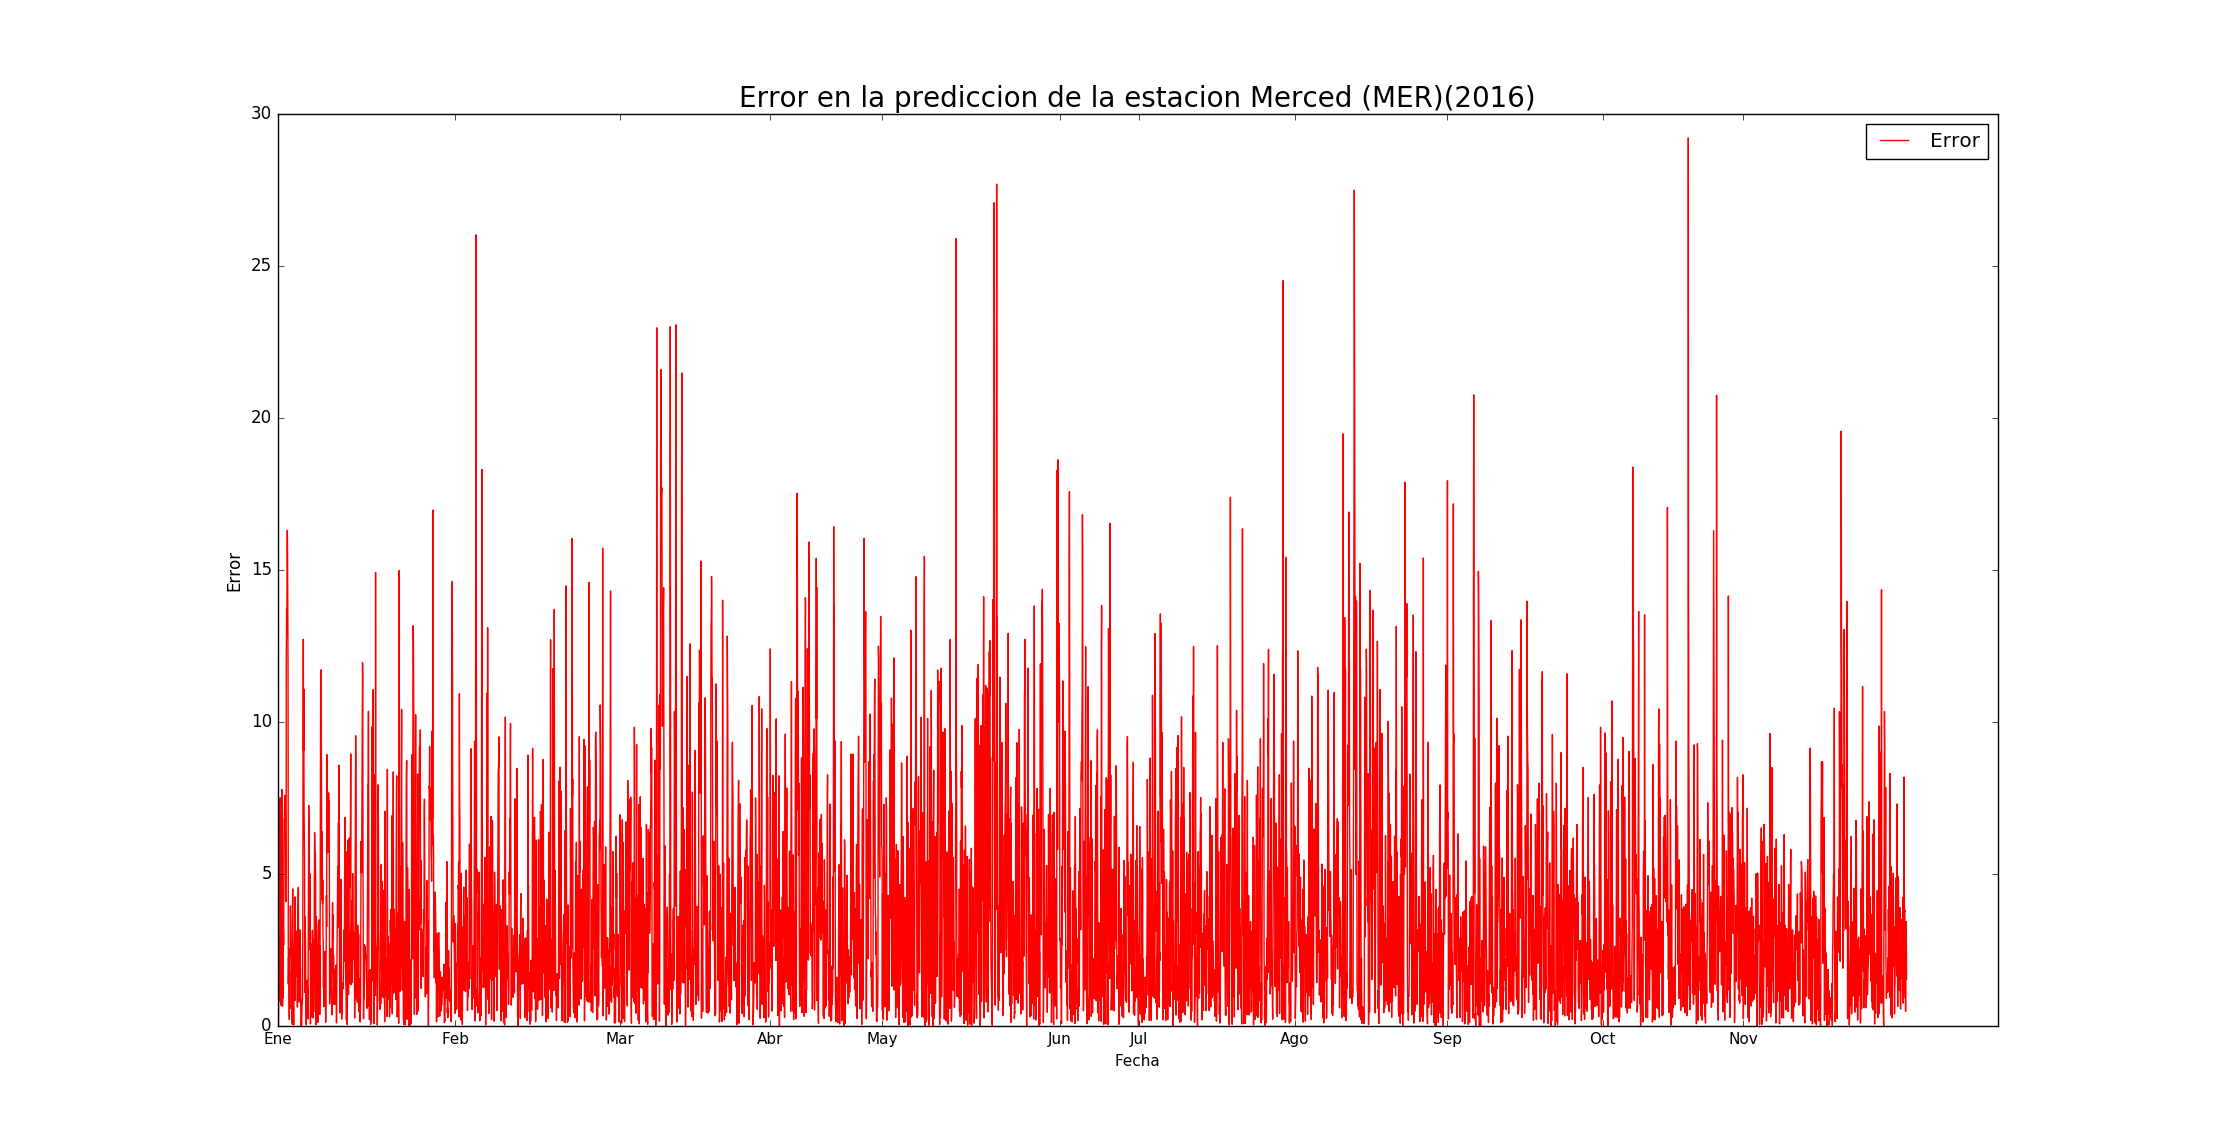 Error en la prediccion de la estacion Merced (MER)(2016)
Error
30
25
20
15
10
5
0
Error
Ene Feb Mar Abr May Jun Jul Ago Sep Oct Nov
Fecha